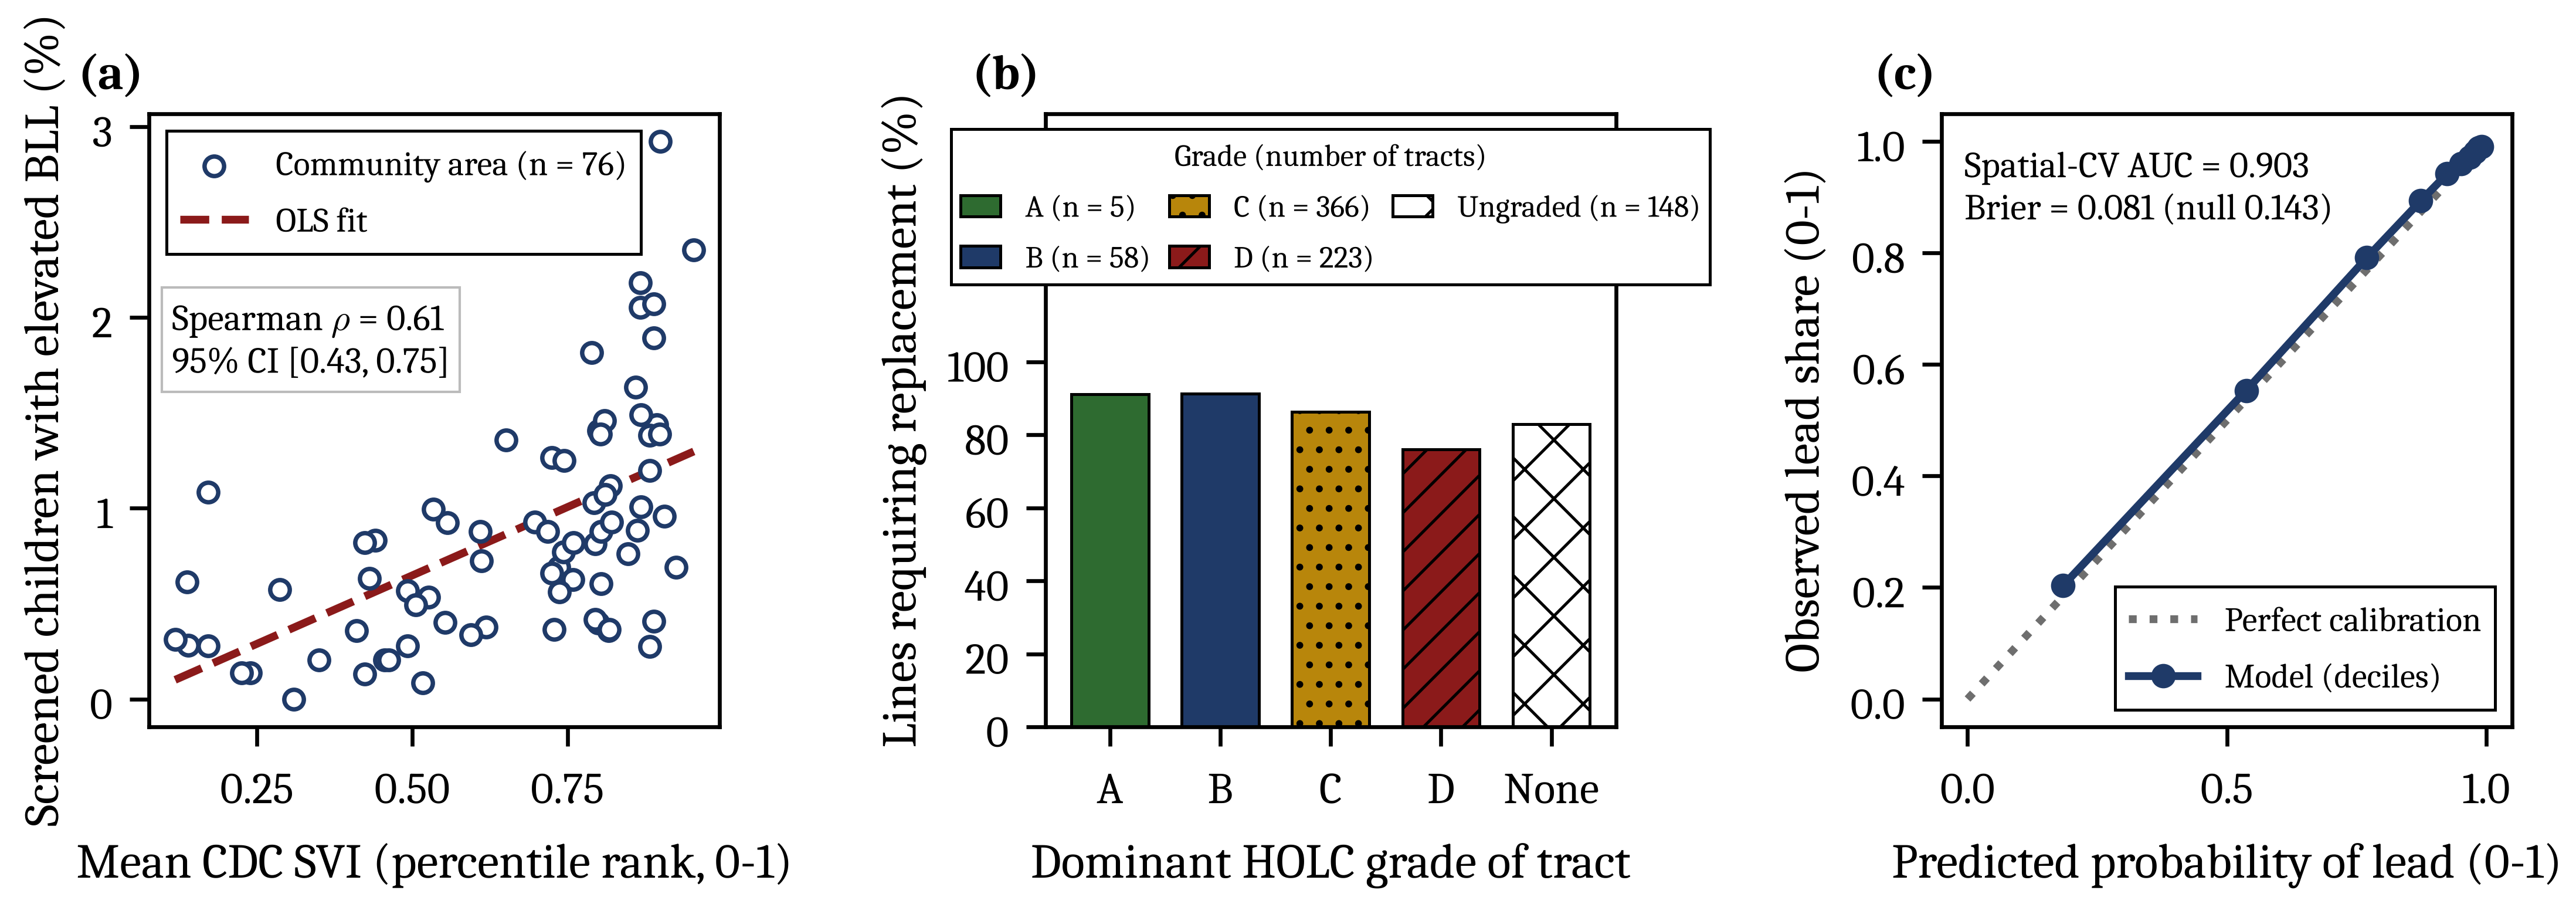 (a)
Screened children with elevated BLL (%)
3
2
1
0
Community area (n = 76)
OLS fit
Spearman ρ = 0.61
95% CI [0.43, 0.75]
0.25 0.50 0.75
Mean CDC SVI (percentile rank, 0-1)
(b)
Lines requiring replacement (%)
Grade (number of tracts)
A (n = 5) C (n = 366) Ungraded (n = 148)
B (n = 58) D (n = 223)
100
80
60
40
20
0
A B C D None
Dominant HOLC grade of tract
(c)
Observed lead share (0-1)
1.0
0.8
0.6
0.4
0.2
0.0
Spatial-CV AUC = 0.903
Brier = 0.081 (null 0.143)
Perfect calibration
Model (deciles)
0.0 0.5 1.0
Predicted probability of lead (0-1)